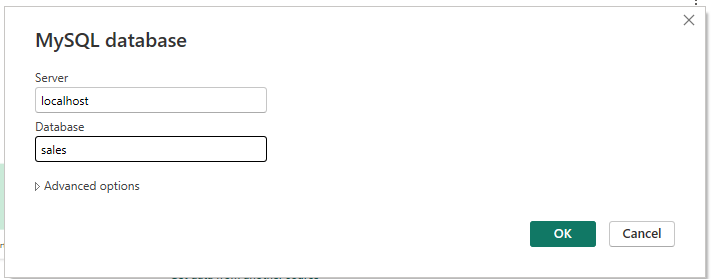 MySQL database
Server
localhost
Database
sales
Advanced options
OK
Cancel